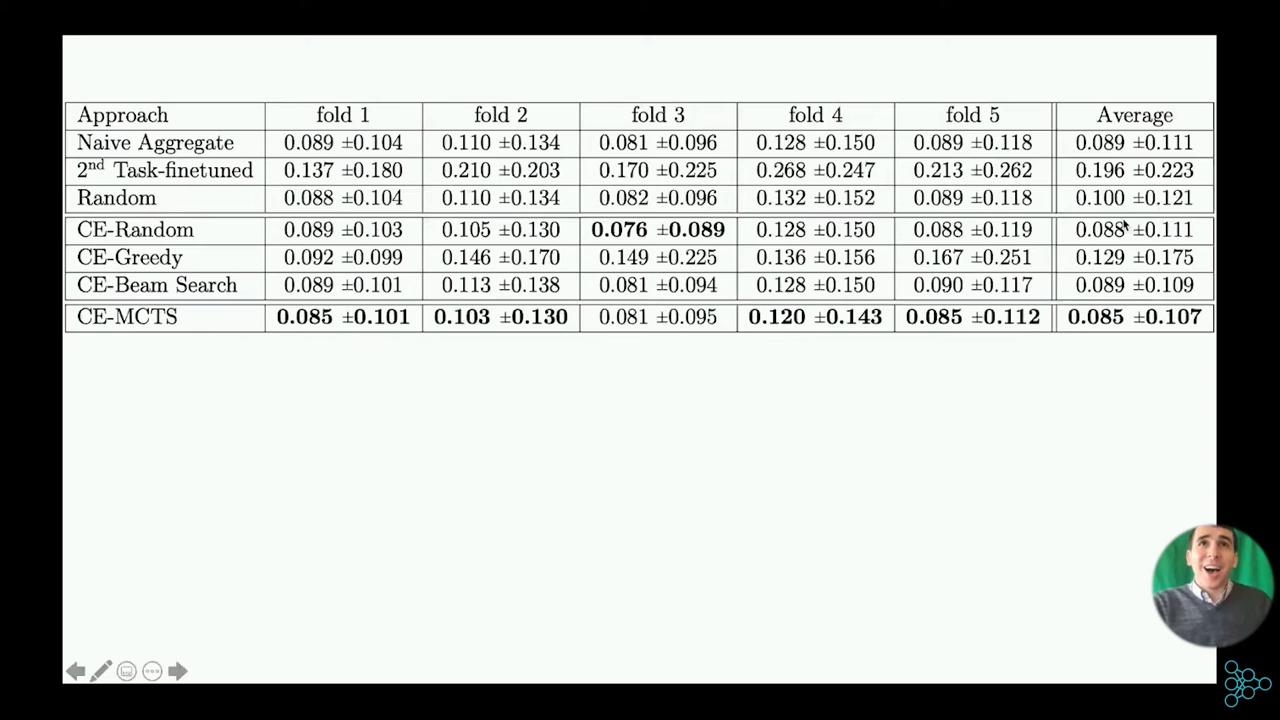 Approach fold 1 fold 2 fold 3 fold 4 fold 5 Average
Naive Aggregate 0.089 ±0.104 0.110 ±0.134 0.081 ±0.096 0.128 ±0.150 0.089 ±0.118 0.089 ±0.111
2nd Task-finetuned 0.137 ±0.180 0.210 ±0.203 0.170 ±0.225 0.268 ±0.247 0.213 ±0.262 0.196 ±0.223
Random 0.088 ±0.104 0.110 ±0.134 0.082 ±0.096 0.132 ±0.152 0.089 ±0.118 0.100 ±0.121
CE-Random 0.089 ±0.103 0.105 ±0.130 0.076 ±0.089 0.128 ±0.150 0.088 ±0.119 0.088 ±0.111
CE-Greedy 0.092 ±0.099 0.146 ±0.170 0.149 ±0.225 0.136 ±0.156 0.167 ±0.251 0.129 ±0.175
CE-Beam Search 0.089 ±0.101 0.113 ±0.138 0.081 ±0.094 0.128 ±0.150 0.090 ±0.117 0.089 ±0.109
CE-MCTS 0.085 ±0.101 0.103 ±0.130 0.081 ±0.095 0.120 ±0.143 0.085 ±0.112 0.085 ±0.107